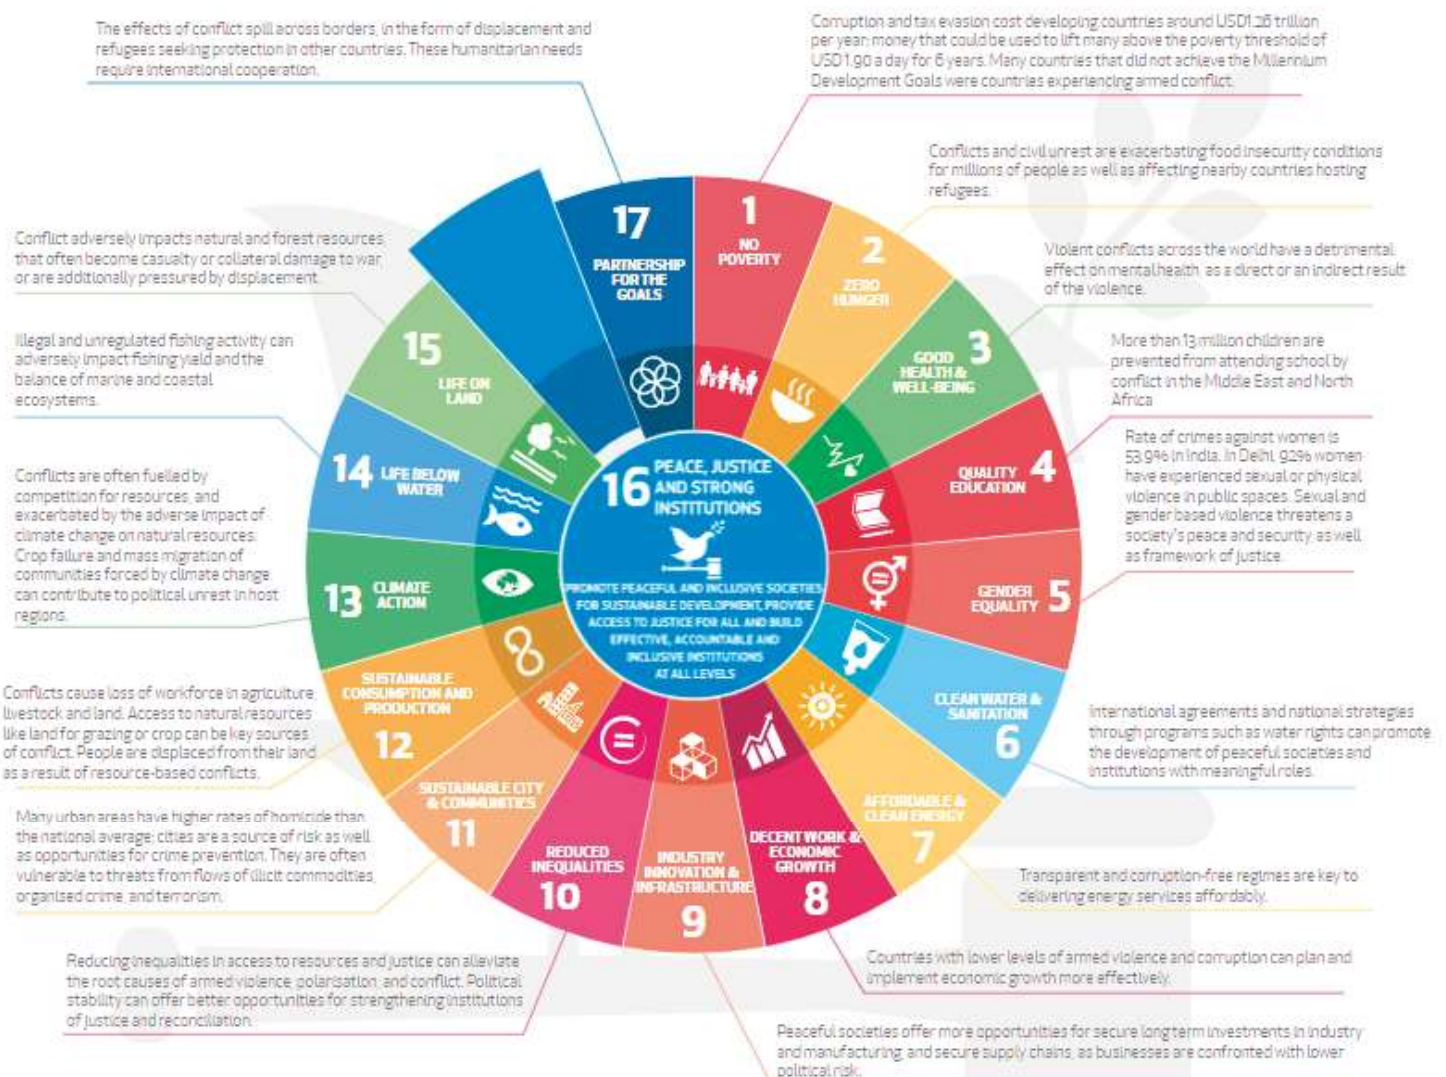 The effects of conflict spill across borders, in the form of displacement and
refugees seeking protection in other countries. These humanitarian needs
require international cooperation.
Corruption and tax evasion cost developing countries around USD1.26 trillion
per year: money that could be used to lift many above the poverty threshold of
USD1.90 a day for 6 years. Many countries that did not achieve the Millennium
Development Goals were countries experiencing armed conflict.
Conflicts and civil unrest are exacerbating food insecurity conditions
for millions of people as well as affecting nearby countries hosting
refugees.
Violent conflicts across the world have a detrimental
effect on mental health, as a direct or an indirect result
of the violence.
More than 13 million children are
prevented from attending school by
conflict in the Middle East and North
Africa
Rate of crimes against women is
53.9% in India. In Delhi, 92% women
have experienced sexual or physical
violence in public spaces. Sexual and
gender based violence threatens a
society's peace and security, as well
as framework of justice.
International agreements and national strategies
through programs such as water rights can promote
the development of peaceful societies and
institutions with meaningful roles.
Transparent and corruption-free regimes are key to
delivering energy services affordably.
Countries with lower levels of armed violence and corruption can plan and
implement economic growth more effectively.
Peaceful societies offer more opportunities for secure long term investments in industry
and manufacturing, and secure supply chains, as businesses are confronted with lower
political risk.
Reducing inequalities in access to resources and justice can alleviate
the root causes of armed violence, polarisation, and conflict. Political
stability can offer better opportunities for strengthening institutions
of justice and reconciliation.
Many urban areas have higher rates of homicide than
the national average; cities are a source of risk as well
as opportunities for crime prevention. They are often
vulnerable to threats from flows of illicit commodities,
organised crime, and terrorism.
Conflicts cause loss of workforce in agriculture,
livestock and land. Access to natural resources
like land for grazing or crop can be key sources
of conflict. People are displaced from their land
as a result of resource-based conflicts.
Conflicts are often fuelled by
competition for resources, and
exacerbated by the adverse impact of
climate change on natural resources.
Crop failure and mass migration of
communities forced by climate change
can contribute to political unrest in host
regions.
Illegal and unregulated fishing activity can
adversely impact fishing yield and the
balance of marine and coastal
ecosystems.
Conflict adversely impacts natural and forest resources
that often become casualty or collateral damage to war,
or are additionally pressured by displacement.
1
NO
POVERTY
2
ZERO
HUNGER
3
GOOD
HEALTH &
WELL-BEING
4
QUALITY
EDUCATION
5
GENDER
EQUALITY
CLEAN WATER &
SANITATION
6
AFFORDABLE &
CLEAN ENERGY
7
DECENT WORK &
ECONOMIC
GROWTH
8
INDUSTRY
INNOVATION &
INFRASTRUCTURE
9
REDUCED
INEQUALITIES
10
SUSTAINABLE CITY
& COMMUNITIES
11
SUSTAINABLE
CONSUMPTION AND
PRODUCTION
12
13 CLIMATE
ACTION
14 LIFE BELOW
WATER
15
LIFE ON
LAND
17
PARTNERSHIP
FOR THE
GOALS
16 PEACE, JUSTICE
AND STRONG
INSTITUTIONS
PROMOTE PEACEFUL AND INCLUSIVE SOCIETIES
FOR SUSTAINABLE DEVELOPMENT, PROVIDE
ACCESS TO JUSTICE FOR ALL AND BUILD
EFFECTIVE, ACCOUNTABLE AND
INCLUSIVE INSTITUTIONS
AT ALL LEVELS